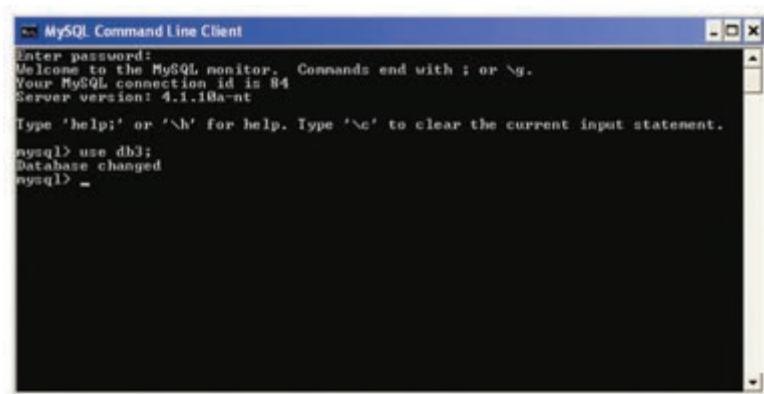 MySQL Command Line Client
Enter password:
Welcome to the MySQL monitor.  Commands end with ; or \g.
Your MySQL connection id is 84
Server version: 4.1.10a-nt
Type 'help;' or '\h' for help. Type '\c' to clear the current input statement.
mysql> use db3;
Database changed
mysql> _